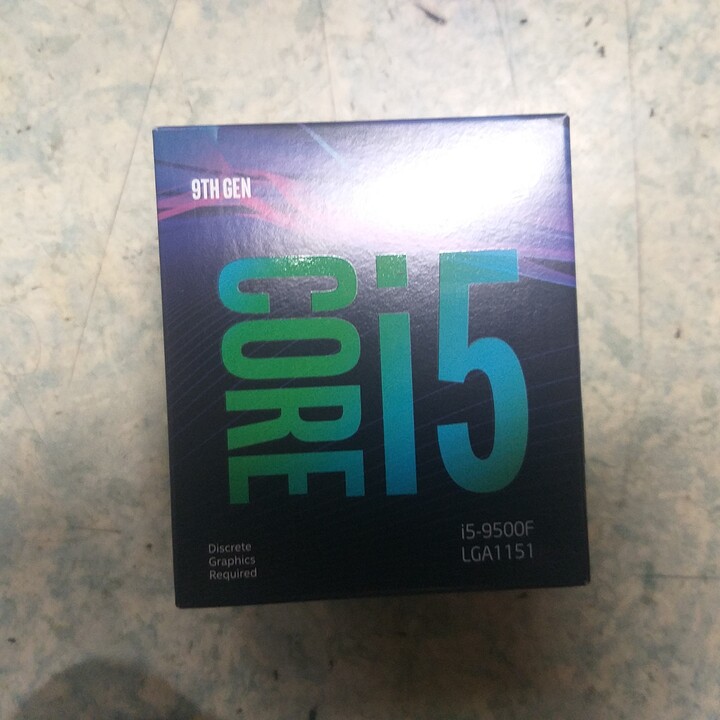 9TH GEN
CORE i5
i5-9500F
LGA1151
Discrete
Graphics
Required